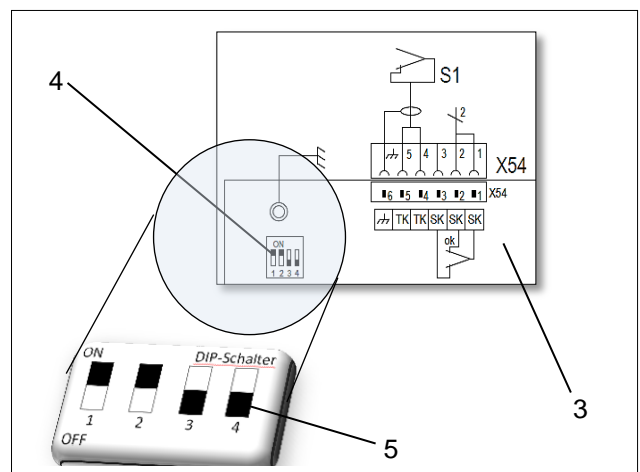 4
S1
2
5 4 3 2 1
X54
6 5 4 3 2 1 X54
TK TK SK SK SK
ok
ON
1 2 3 4
3
ON
DIP-Schalter
1 2 3 4
OFF
5